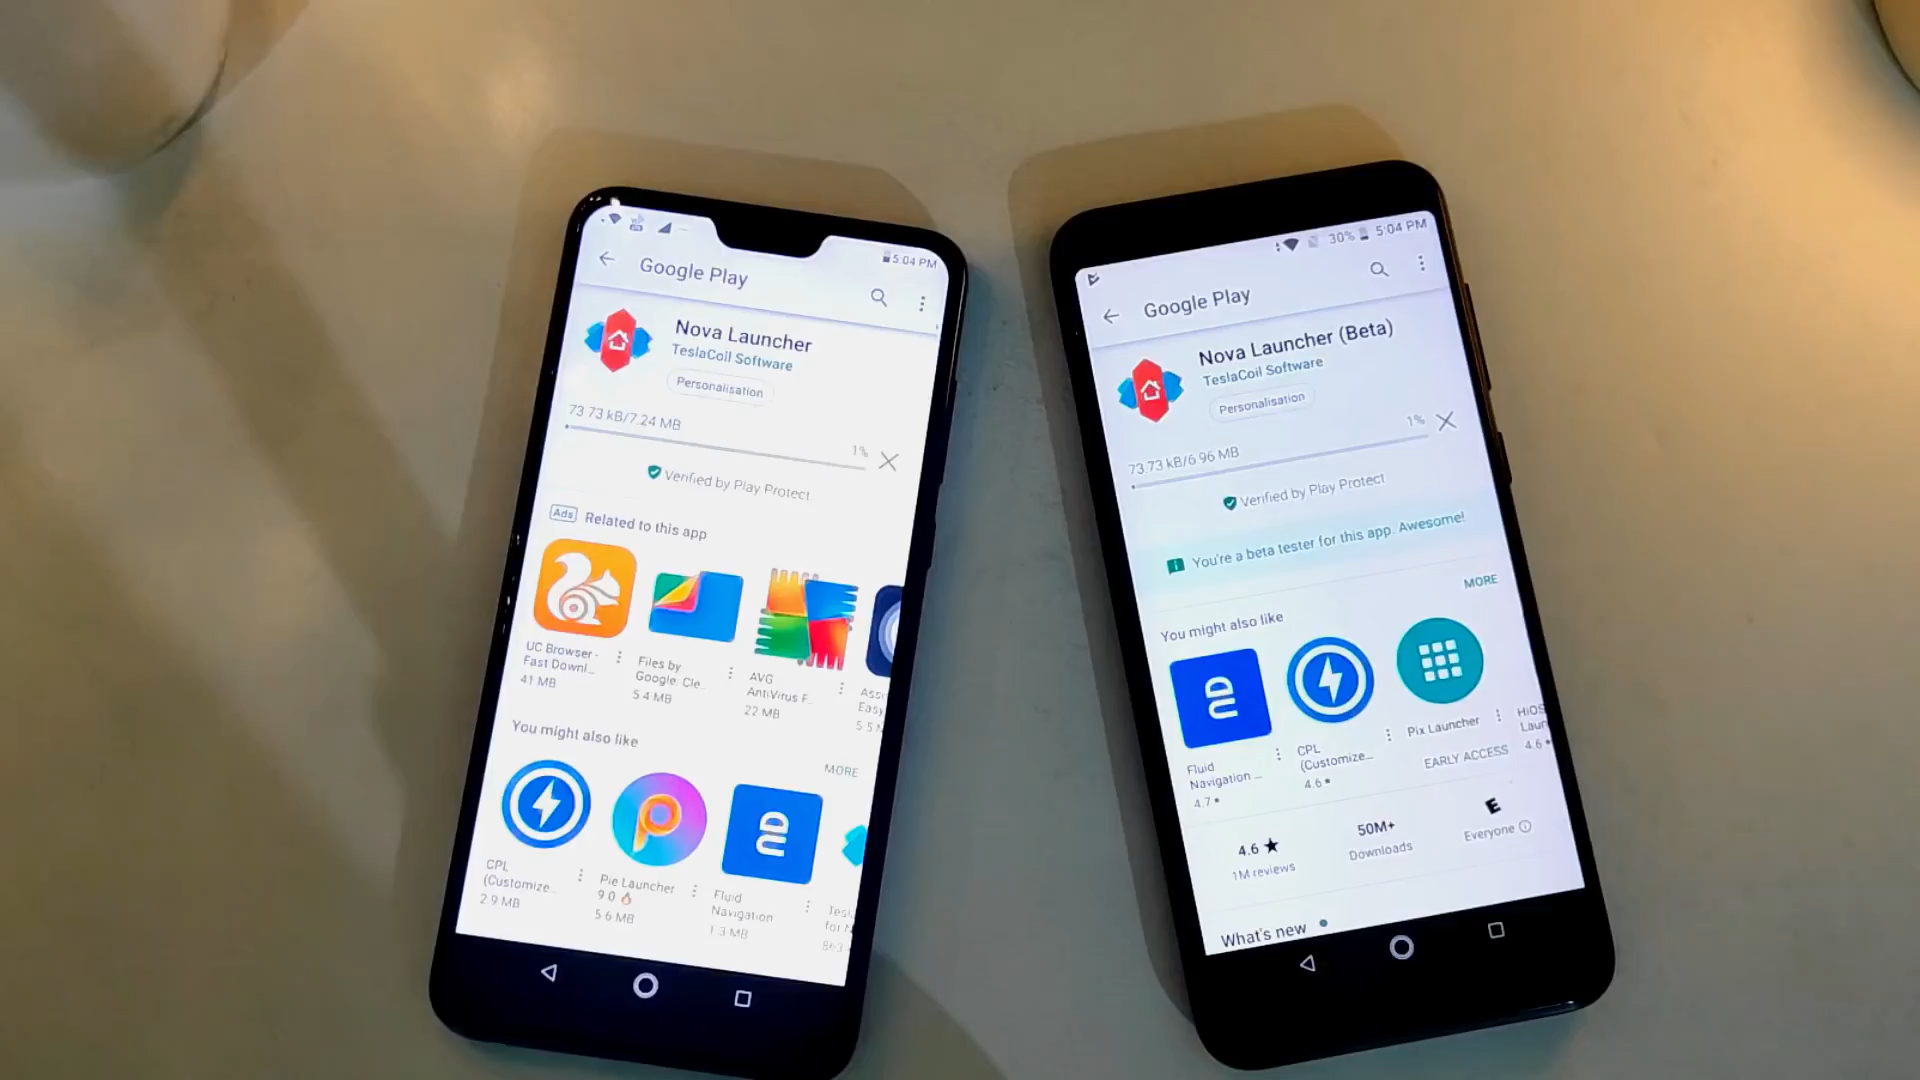 5:04 PM
Google Play
Nova Launcher
TeslaCoil Software
Personalisation
73.73 kB/7.24 MB
1%
Verified by Play Protect
Ads Related to this app
UC Browser -
Fast Downl...
41 MB
Files by
Google: Cle...
5.4 MB
AVG
AntiVirus F...
22 MB
Easy
You might also like
MORE
CPL
(Customize...
2.9 MB
Pie Launcher
9.0 🔥
5.6 MB
Fluid
Navigation
1.3 MB
30% 5:04 PM
Google Play
Nova Launcher (Beta)
TeslaCoil Software
Personalisation
1%
73.73 kB/6.96 MB
Verified by Play Protect
You're a beta tester for this app. Awesome!
MORE
You might also like
Fluid
Navigation ...
4.7 ★
CPL
(Customize...
4.6 ★
Pix Launcher
EARLY ACCESS
HiOS
Laun
4.6 ★
4.6 ★
1M reviews
50M+
Downloads
E
Everyone
What's new